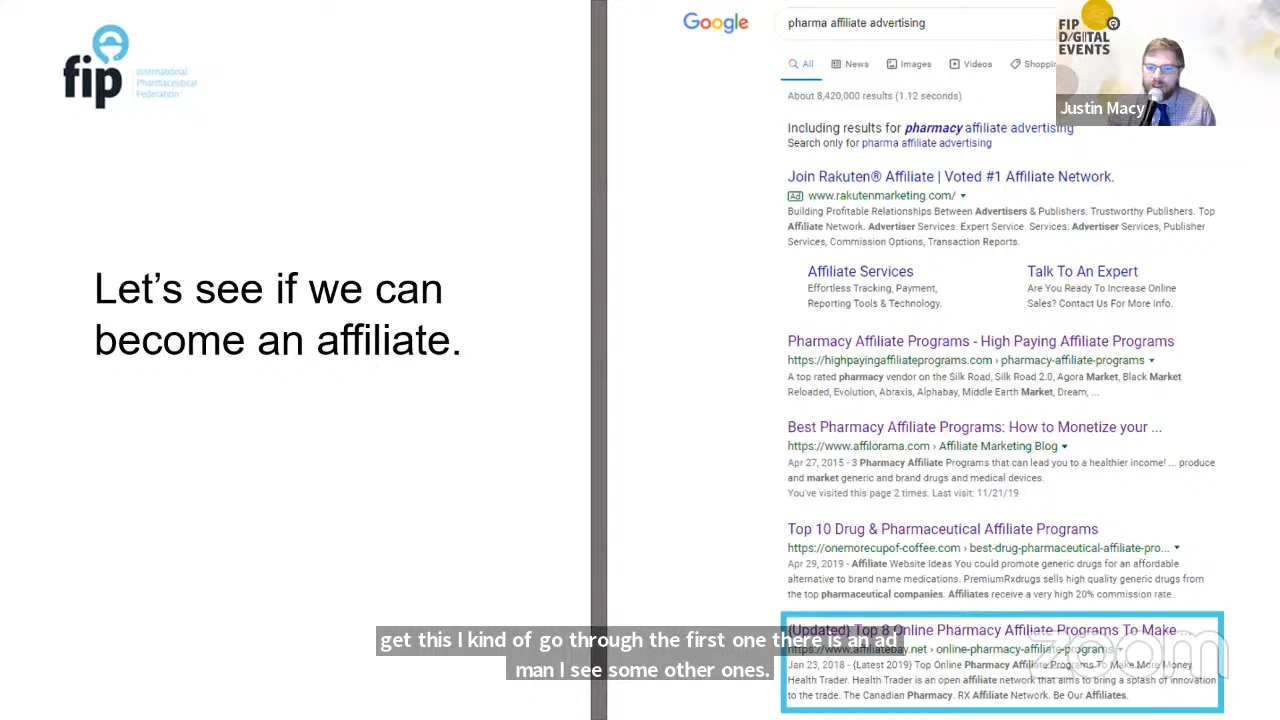 fip
International
Pharmaceutical
Federation
Let's see if we can
become an affiliate.
Google
pharma affiliate advertising
All
News
Images
Videos
Shoppin
About 8,420,000 results (1.12 seconds)
Including results for pharmacy affiliate advertising
Search only for pharma affiliate advertising
Join Rakuten® Affiliate | Voted #1 Affiliate Network.
Ad www.rakutenmarketing.com/
Building Profitable Relationships Between Advertisers & Publishers. Trustworthy Publishers. Top
Affiliate Network. Advertiser Services. Expert Service. Services: Advertiser Services, Publisher
Services, Commission Options, Transaction Reports.
Affiliate Services
Effortless Tracking, Payment,
Reporting Tools & Technology.
Talk To An Expert
Are You Ready To Increase Online
Sales? Contact Us For More Info.
Pharmacy Affiliate Programs - High Paying Affiliate Programs
https://highpayingaffiliateprograms.com › pharmacy-affiliate-programs
A top rated pharmacy vendor on the Silk Road, Silk Road 2.0, Agora Market, Black Market
Reloaded, Evolution, Abraxis, Alphabay, Middle Earth Market, Dream, ...
Best Pharmacy Affiliate Programs: How to Monetize your ...
https://www.affilorama.com › Affiliate Marketing Blog
Apr 27, 2015 - 3 Pharmacy Affiliate Programs that can lead you to a healthier income! ... produce
and market generic and brand drugs and medical devices.
You've visited this page 2 times. Last visit: 11/21/19
Top 10 Drug & Pharmaceutical Affiliate Programs
https://onemorecupof-coffee.com › best-drug-pharmaceutical-affiliate-pro...
Apr 29, 2019 - Affiliate Website Ideas You could promote generic drugs for an affordable
alternative to brand name medications. PremiumRxdrugs sells high quality generic drugs from
the top pharmaceutical companies. Affiliates receive a very high 20% commission rate.
{Updated} Top 8 Online Pharmacy Affiliate Programs To Make ...
https://www.affiliatebay.net › online-pharmacy-affiliate-programs
Jan 23, 2018 - {Latest 2019} Top Online Pharmacy Affiliate Programs To Make More Money.
Health Trader. Health Trader is an open affiliate network that aims to bring a splash of innovation
to the trade. The Canadian Pharmacy. RX Affiliate Network. Be Our Affiliates.
FIP
DIGITAL
EVENTS
Justin Macy
get this I kind of go through the first one there is an ad
man I see some other ones.
zoom